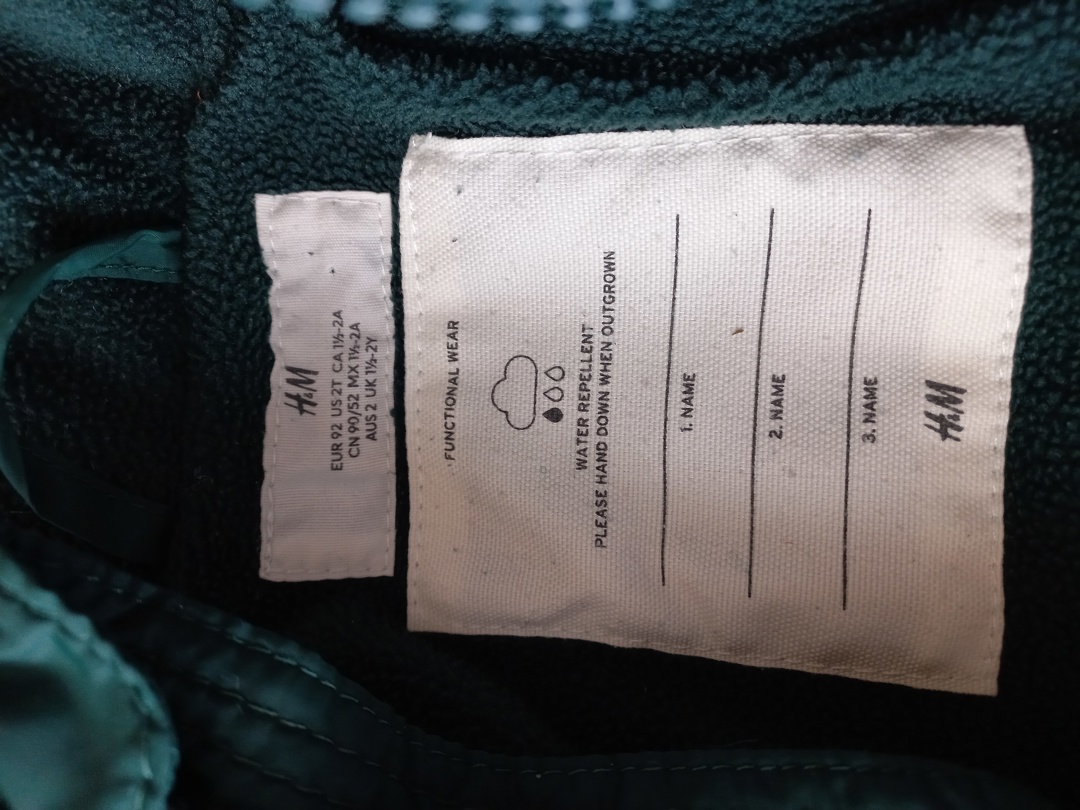 H&M
EUR 92 US 2T CA 1½-2A
CN 90/52 MX 1½-2A
AUS 2 UK 1½-2Y
FUNCTIONAL WEAR
WATER REPELLENT
PLEASE HAND DOWN WHEN OUTGROWN
1. NAME
2. NAME
3. NAME
H&M